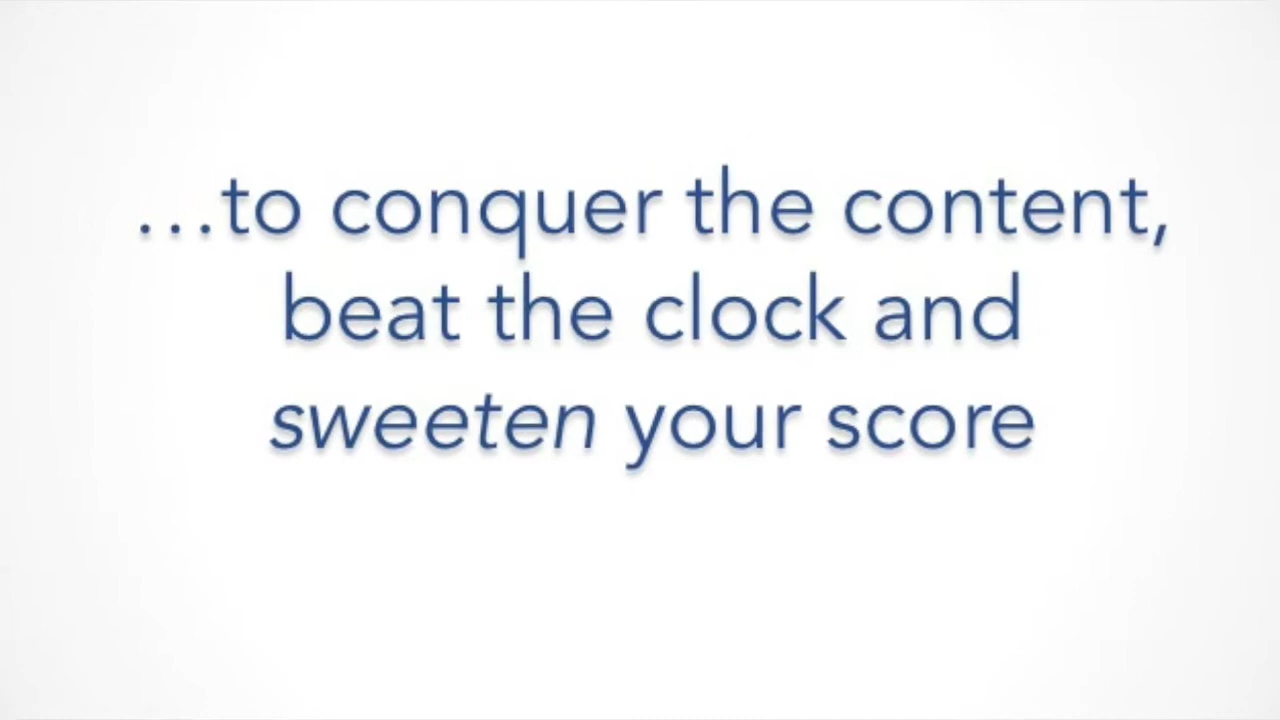 …to conquer the content,
beat the clock and
sweeten your score